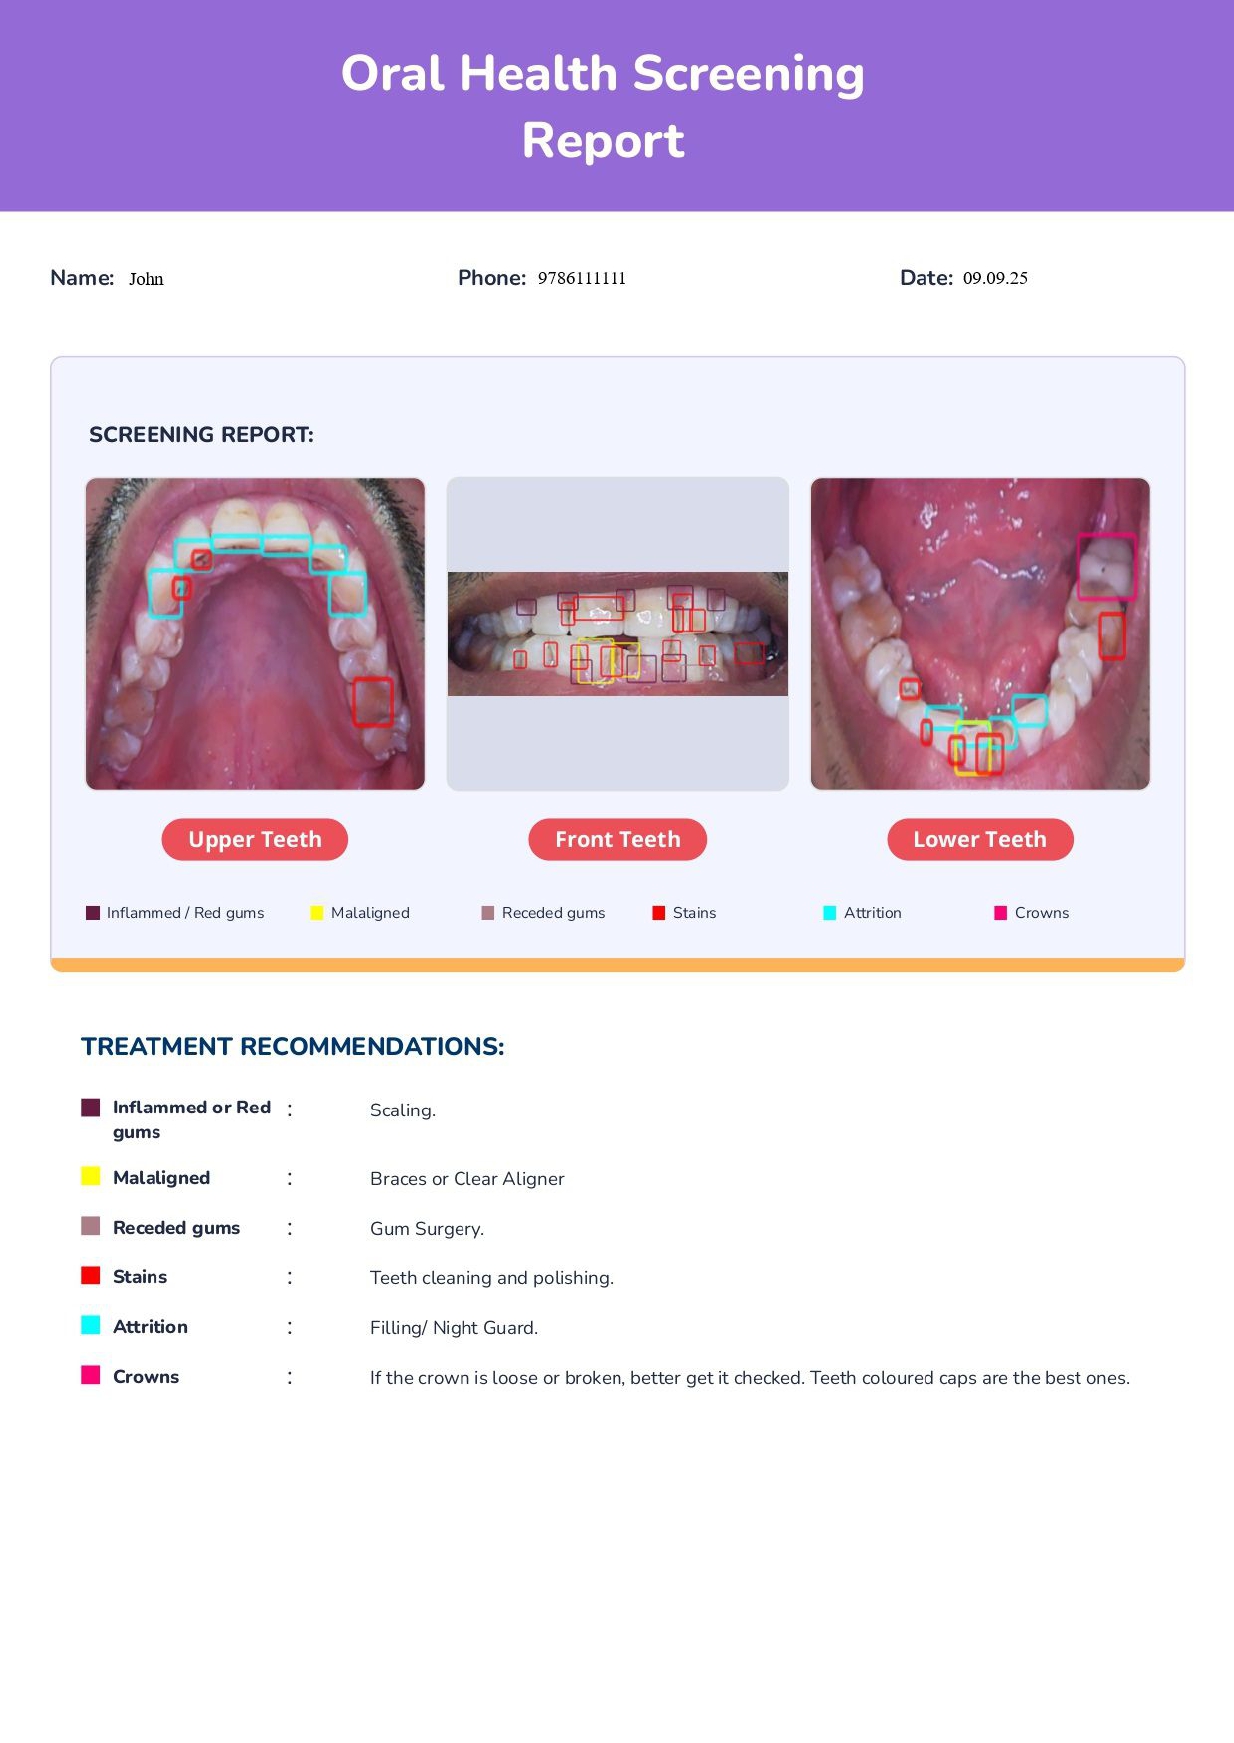 Oral Health Screening
Report
Name: John Phone: 9786111111 Date: 09.09.25
SCREENING REPORT:
Upper Teeth Front Teeth Lower Teeth
Inflammed / Red gums Malaligned Receded gums Stains Attrition Crowns
TREATMENT RECOMMENDATIONS:
Inflammed or Red : Scaling.
gums
Malaligned : Braces or Clear Aligner
Receded gums : Gum Surgery.
Stains : Teeth cleaning and polishing.
Attrition : Filling/ Night Guard.
Crowns : If the crown is loose or broken, better get it checked. Teeth coloured caps are the best ones.